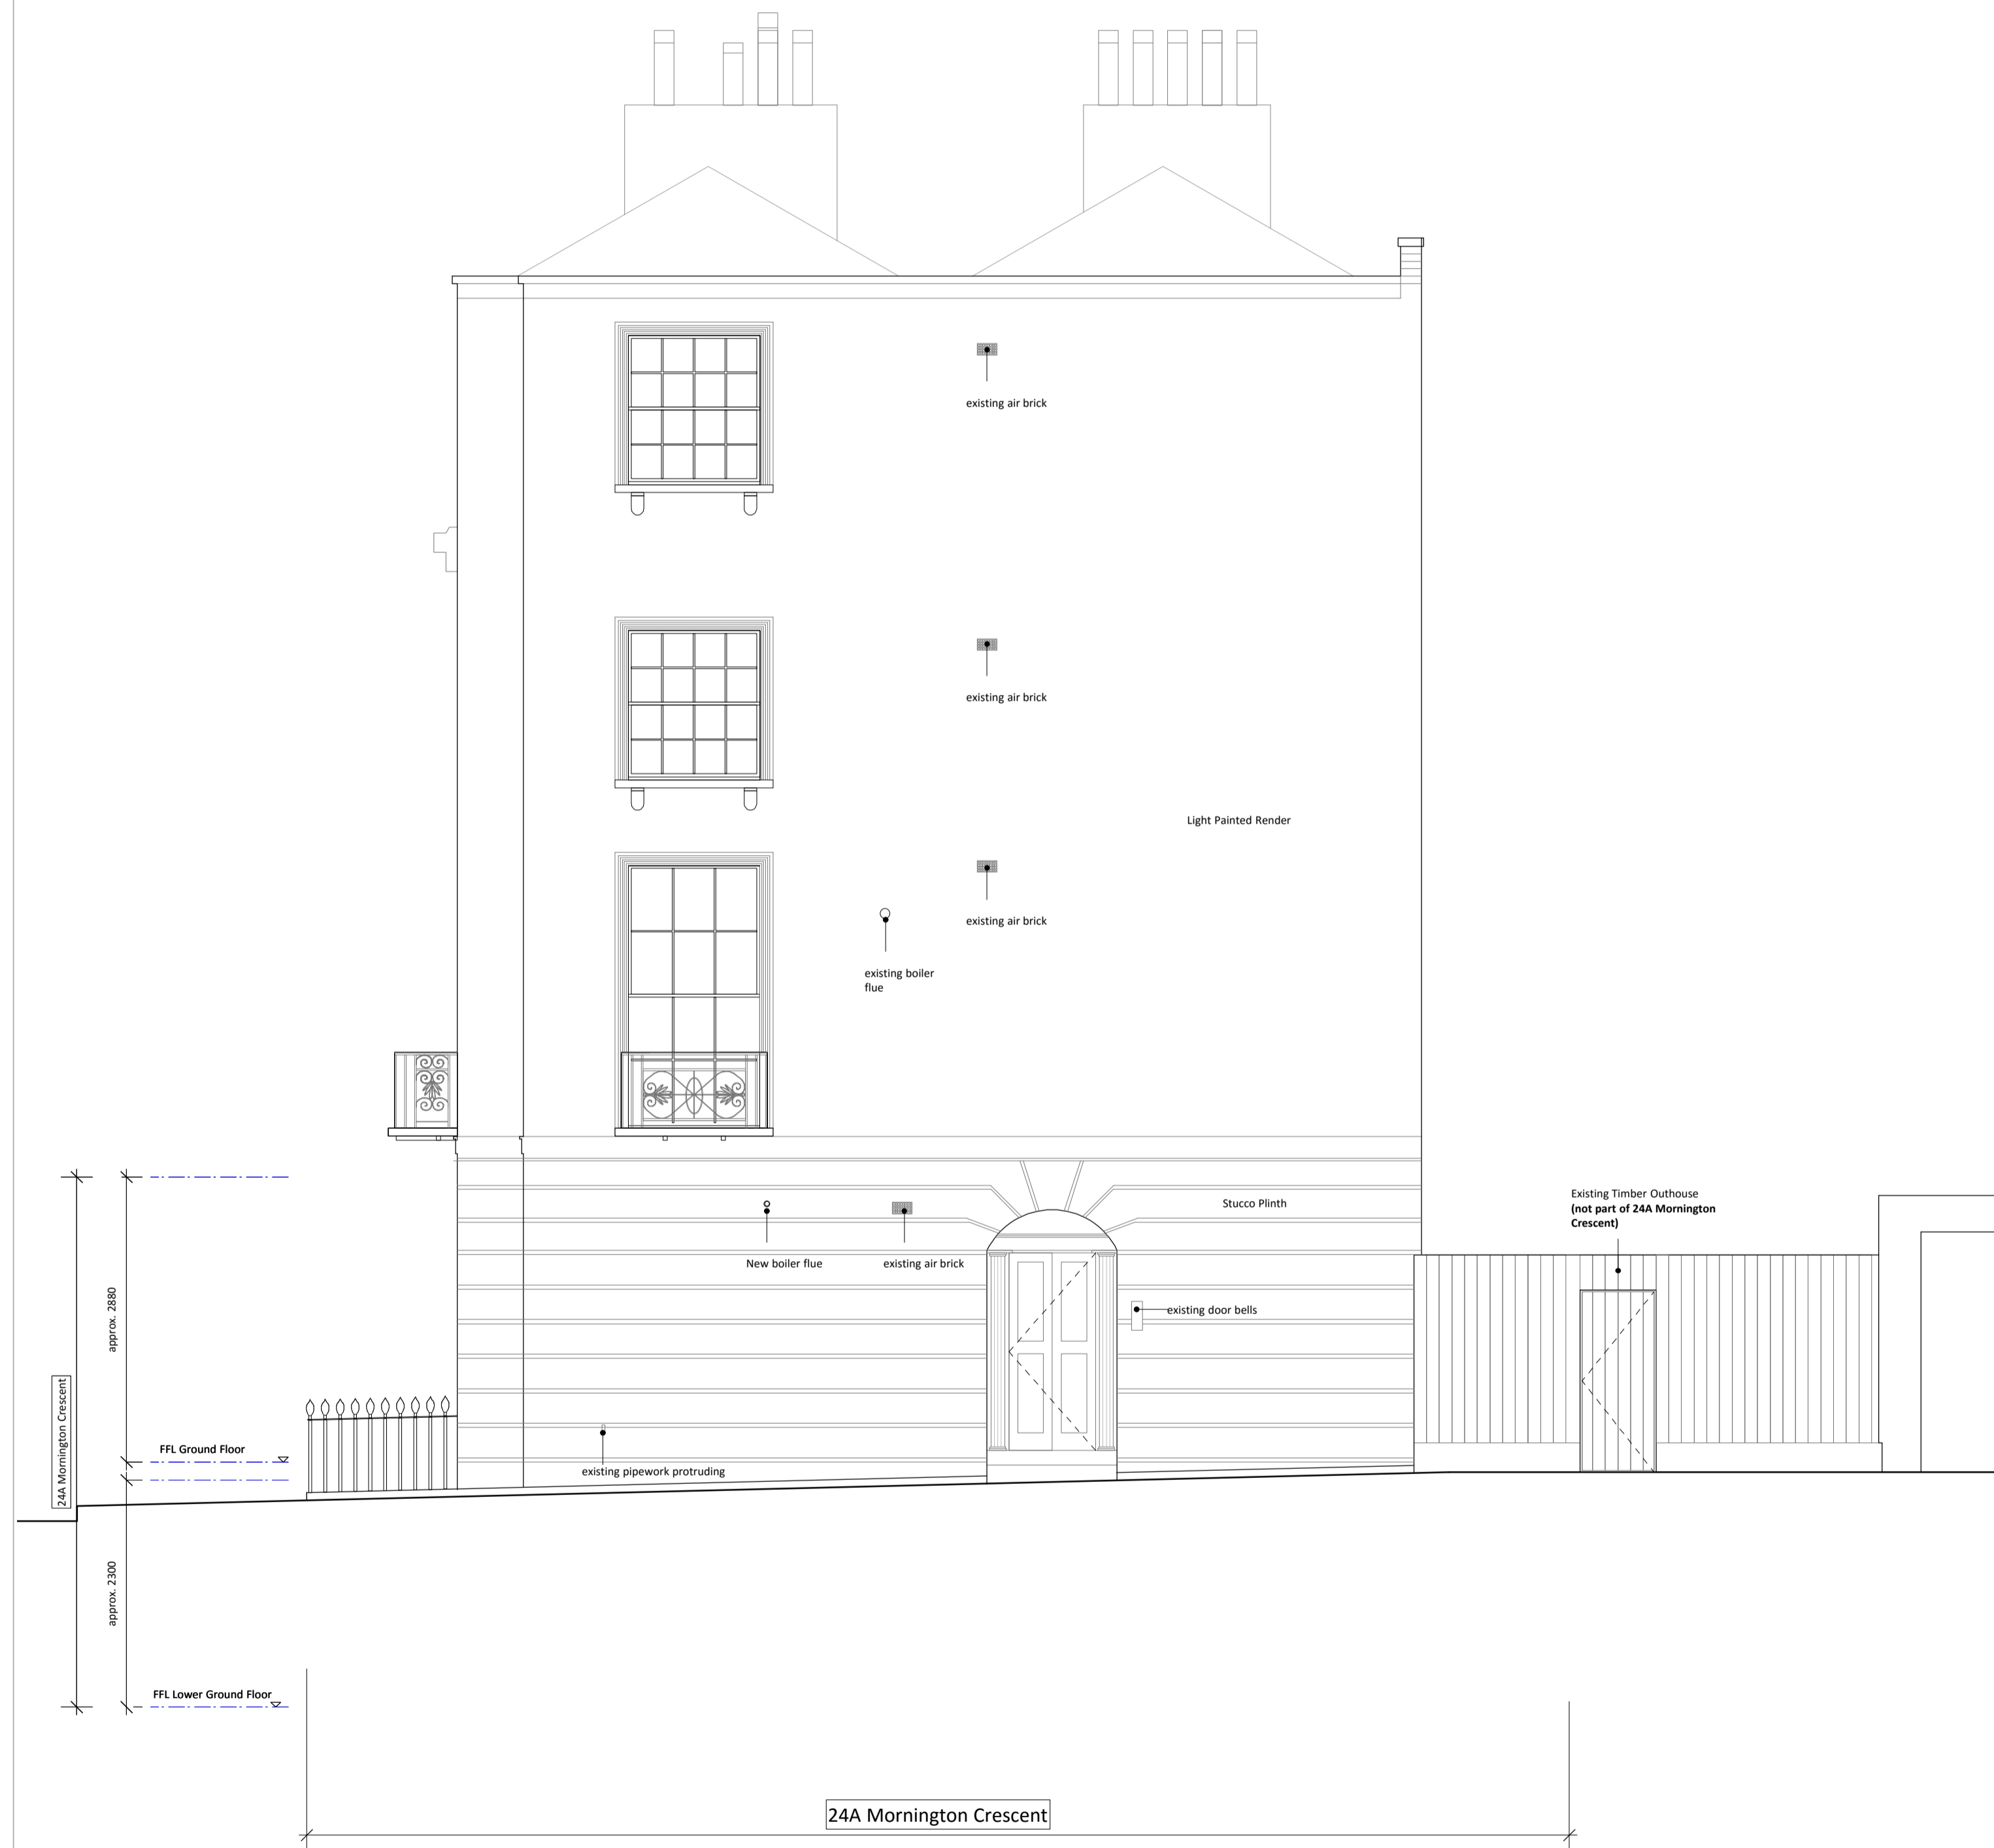 existing air brick
existing air brick
Light Painted Render
existing air brick
existing boiler
flue
Stucco Plinth
Existing Timber Outhouse
(not part of 24A Mornington
Crescent)
New boiler flue
existing air brick
existing door bells
approx. 2880
24A Mornington Crescent
FFL Ground Floor
existing pipework protruding
approx. 2300
FFL Lower Ground Floor
24A Mornington Crescent